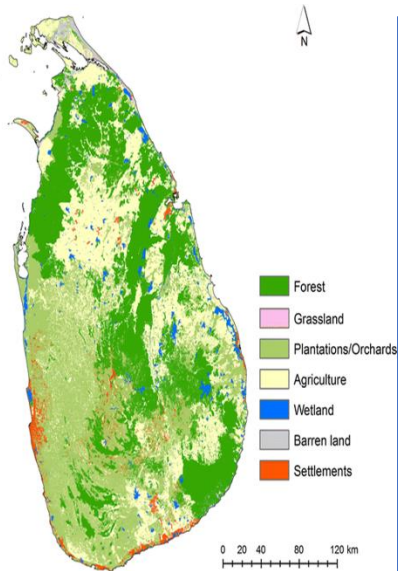 N
Forest
Grassland
Plantations/Orchards
Agriculture
Wetland
Barren land
Settlements
0 20 40 80 120 km